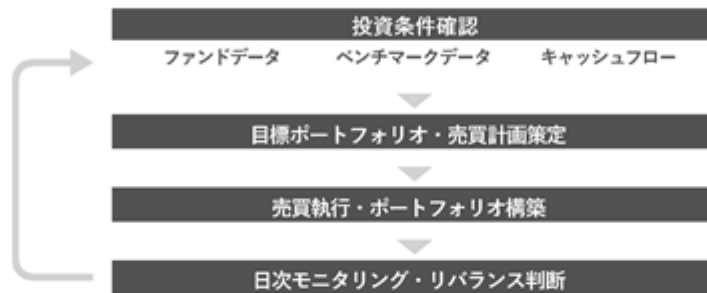 投資条件確認
ファンドデータ ベンチマークデータ キャッシュフロー
目標ポートフォリオ・売買計画策定
売買執行・ポートフォリオ構築
日次モニタリング・リバランス判断